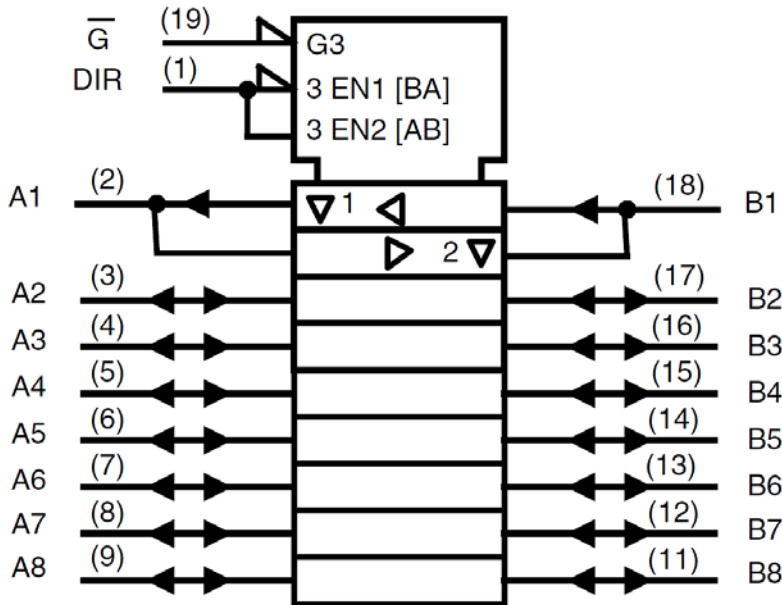 G̅ (19) G3
DIR (1) 3 EN1 [BA]
3 EN2 [AB]
A1 (2) 1 (18) B1
2
A2 (3) (17) B2
A3 (4) (16) B3
A4 (5) (15) B4
A5 (6) (14) B5
A6 (7) (13) B6
A7 (8) (12) B7
A8 (9) (11) B8